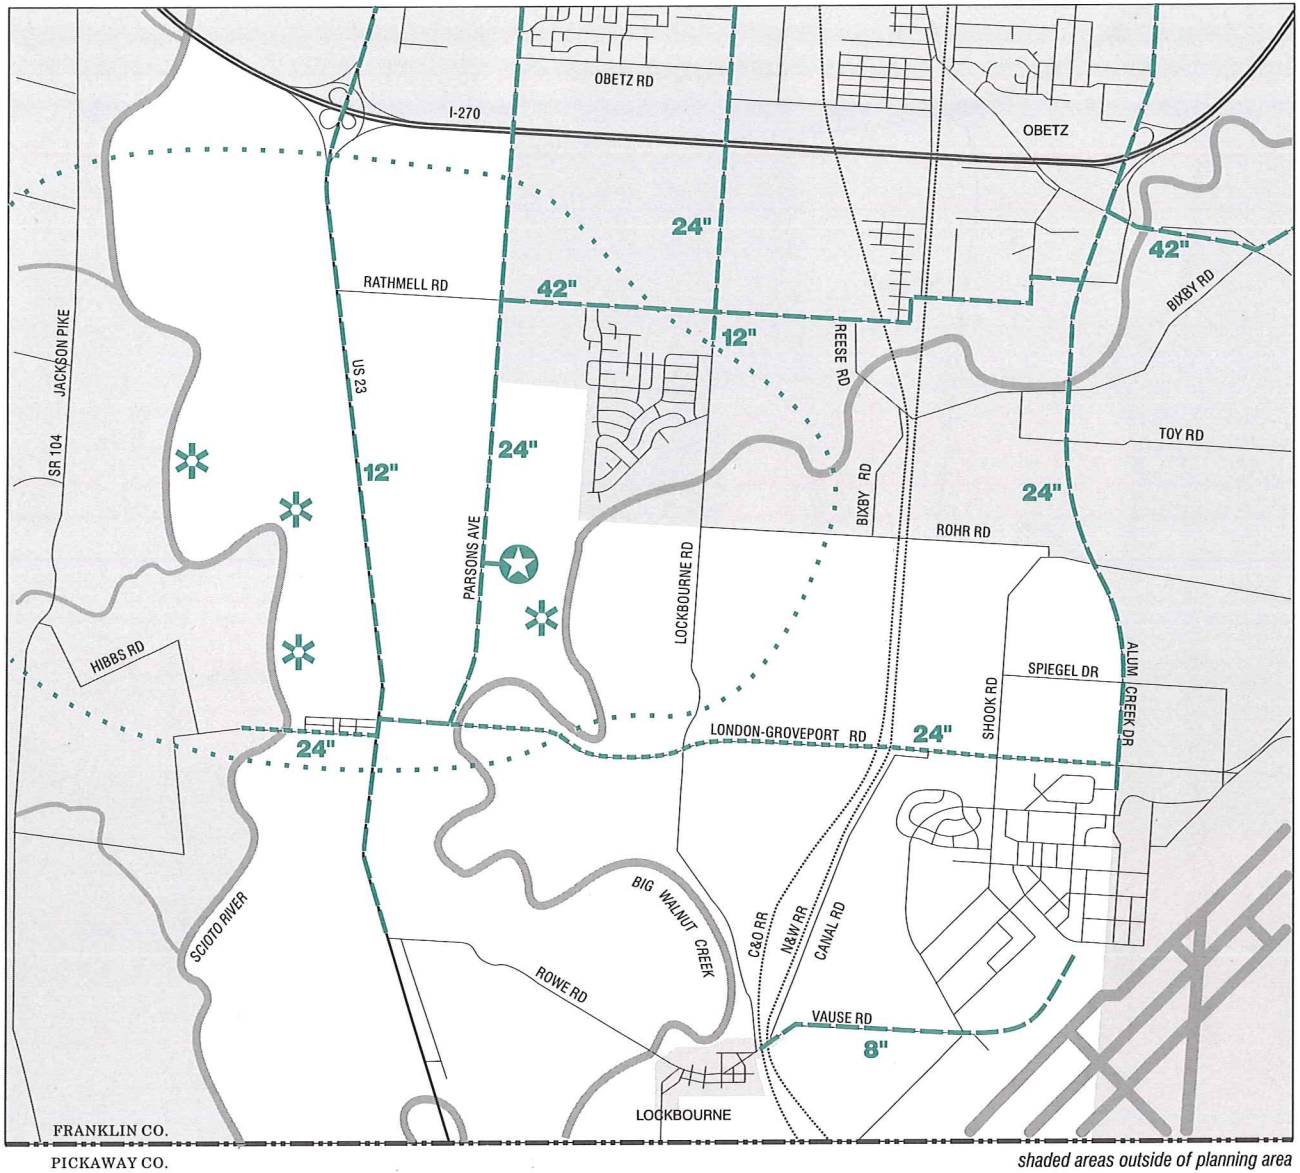 OBETZ RD
I-270
OBETZ
24"
42"
BIXBY RD
RATHMELL RD
42"
12"
REESE RD
JACKSON PIKE
SR 104
US 23
12"
24"
TOY RD
24"
BIXBY RD
ROHR RD
PARSONS AVE
LOCKBOURNE RD
HIBBS RD
SPIEGEL DR
ALUM CREEK DR
SHOOK RD
24"
LONDON-GROVEPORT RD
24"
SCIOTO RIVER
BIG WALNUT CREEK
C&O RR
N&W RR
CANAL RD
ROWE RD
VAUSE RD
8"
LOCKBOURNE
FRANKLIN CO.
PICKAWAY CO.
shaded areas outside of planning area